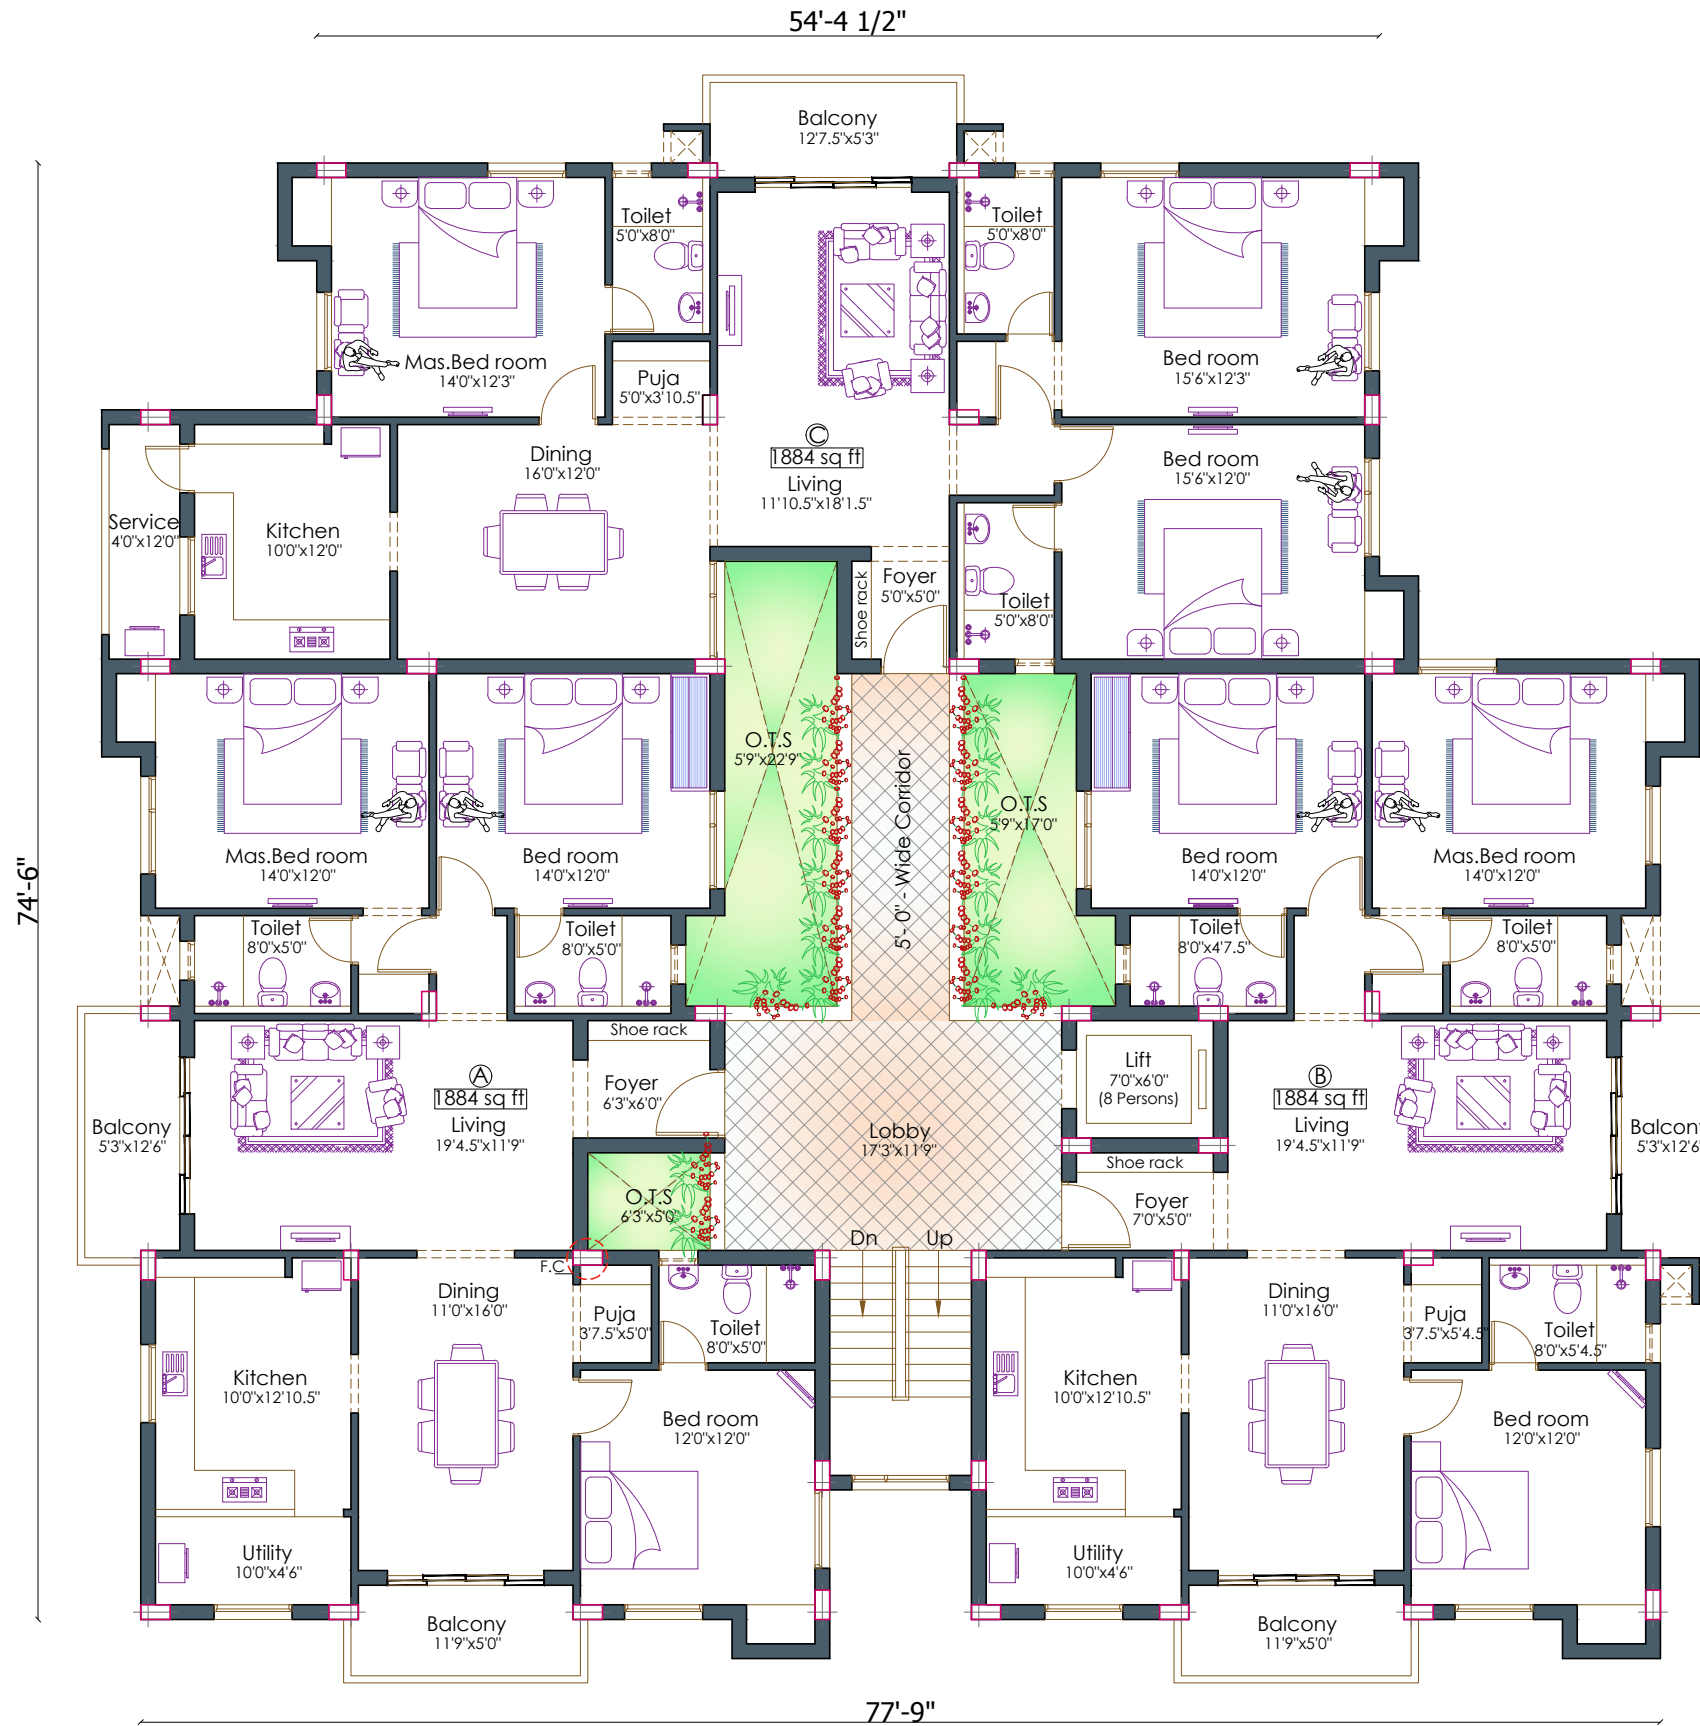 54'-4 1/2"
Balcony
12'7.5"x5'3"
Toilet
5'0"x8'0"
Toilet
5'0"x8'0"
Mas.Bed room
14'0"x12'3"
Puja
5'0"x3'10.5"
Bed room
15'6"x12'3"
C
1884 sq ft
Living
11'10.5"x18'1.5"
Dining
16'0"x12'0"
Bed room
15'6"x12'0"
Service
4'0"x12'0"
Kitchen
10'0"x12'0"
Shoe rack
Foyer
5'0"x5'0"
Toilet
5'0"x8'0"
O.T.S
5'9"x22'9"
5'- 0" - Wide Corridor
O.T.S
5'9"x17'0"
74'-6"
Mas.Bed room
14'0"x12'0"
Bed room
14'0"x12'0"
Bed room
14'0"x12'0"
Mas.Bed room
14'0"x12'0"
Toilet
8'0"x5'0"
Toilet
8'0"x5'0"
Toilet
8'0"x4'7.5"
Toilet
8'0"x5'0"
Shoe rack
Foyer
6'3"x6'0"
A
1884 sq ft
Living
19'4.5"x11'9"
Balcony
5'3"x12'6"
Lift
7'0"x6'0"
(8 Persons)
B
1884 sq ft
Living
19'4.5"x11'9"
Balcony
5'3"x12'6"
Lobby
17'3"x11'9"
Shoe rack
Foyer
7'0"x5'0"
O.T.S
6'3"x5'0"
Dn
Up
F.C
Dining
11'0"x16'0"
Puja
3'7.5"x5'0"
Toilet
8'0"x5'0"
Dining
11'0"x16'0"
Puja
3'7.5"x5'4.5"
Toilet
8'0"x5'4.5"
Kitchen
10'0"x12'10.5"
Bed room
12'0"x12'0"
Kitchen
10'0"x12'10.5"
Bed room
12'0"x12'0"
Utility
10'0"x4'6"
Utility
10'0"x4'6"
Balcony
11'9"x5'0"
Balcony
11'9"x5'0"
77'-9"